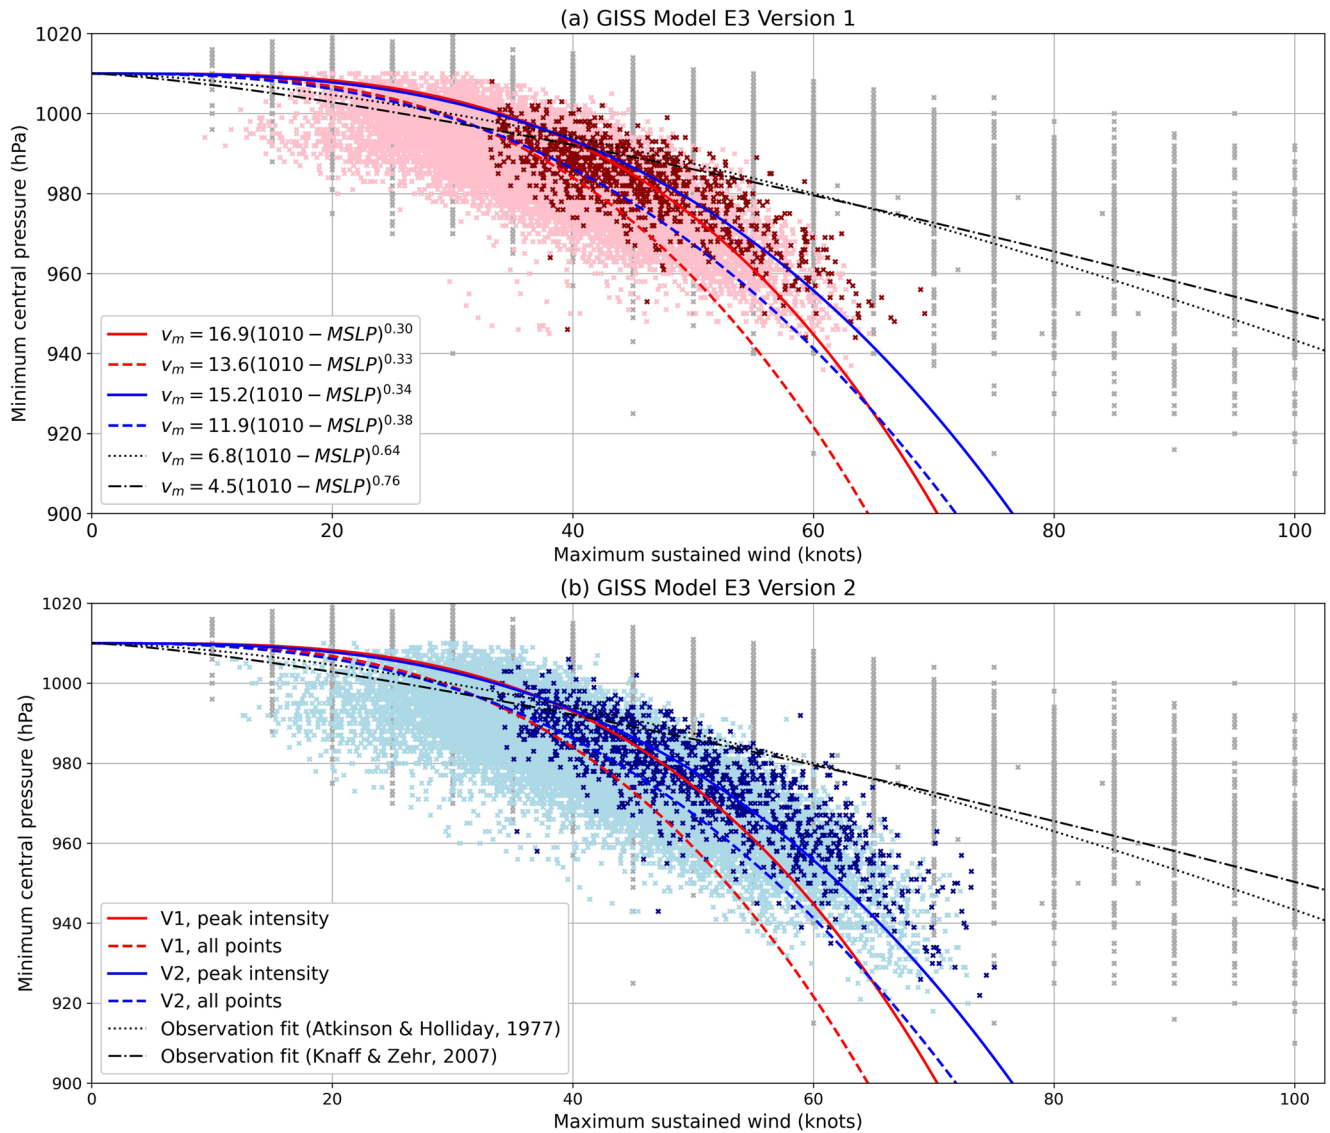 (a) GISS Model E3 Version 1
1020
1000
980
960
940
920
900
Minimum central pressure (hPa)
v_m = 16.9(1010 − MSLP)^0.30
v_m = 13.6(1010 − MSLP)^0.33
v_m = 15.2(1010 − MSLP)^0.34
v_m = 11.9(1010 − MSLP)^0.38
v_m = 6.8(1010 − MSLP)^0.64
v_m = 4.5(1010 − MSLP)^0.76
0 20 40 60 80 100
Maximum sustained wind (knots)
(b) GISS Model E3 Version 2
1020
1000
980
960
940
920
900
Minimum central pressure (hPa)
V1, peak intensity
V1, all points
V2, peak intensity
V2, all points
Observation fit (Atkinson & Holliday, 1977)
Observation fit (Knaff & Zehr, 2007)
0 20 40 60 80 100
Maximum sustained wind (knots)